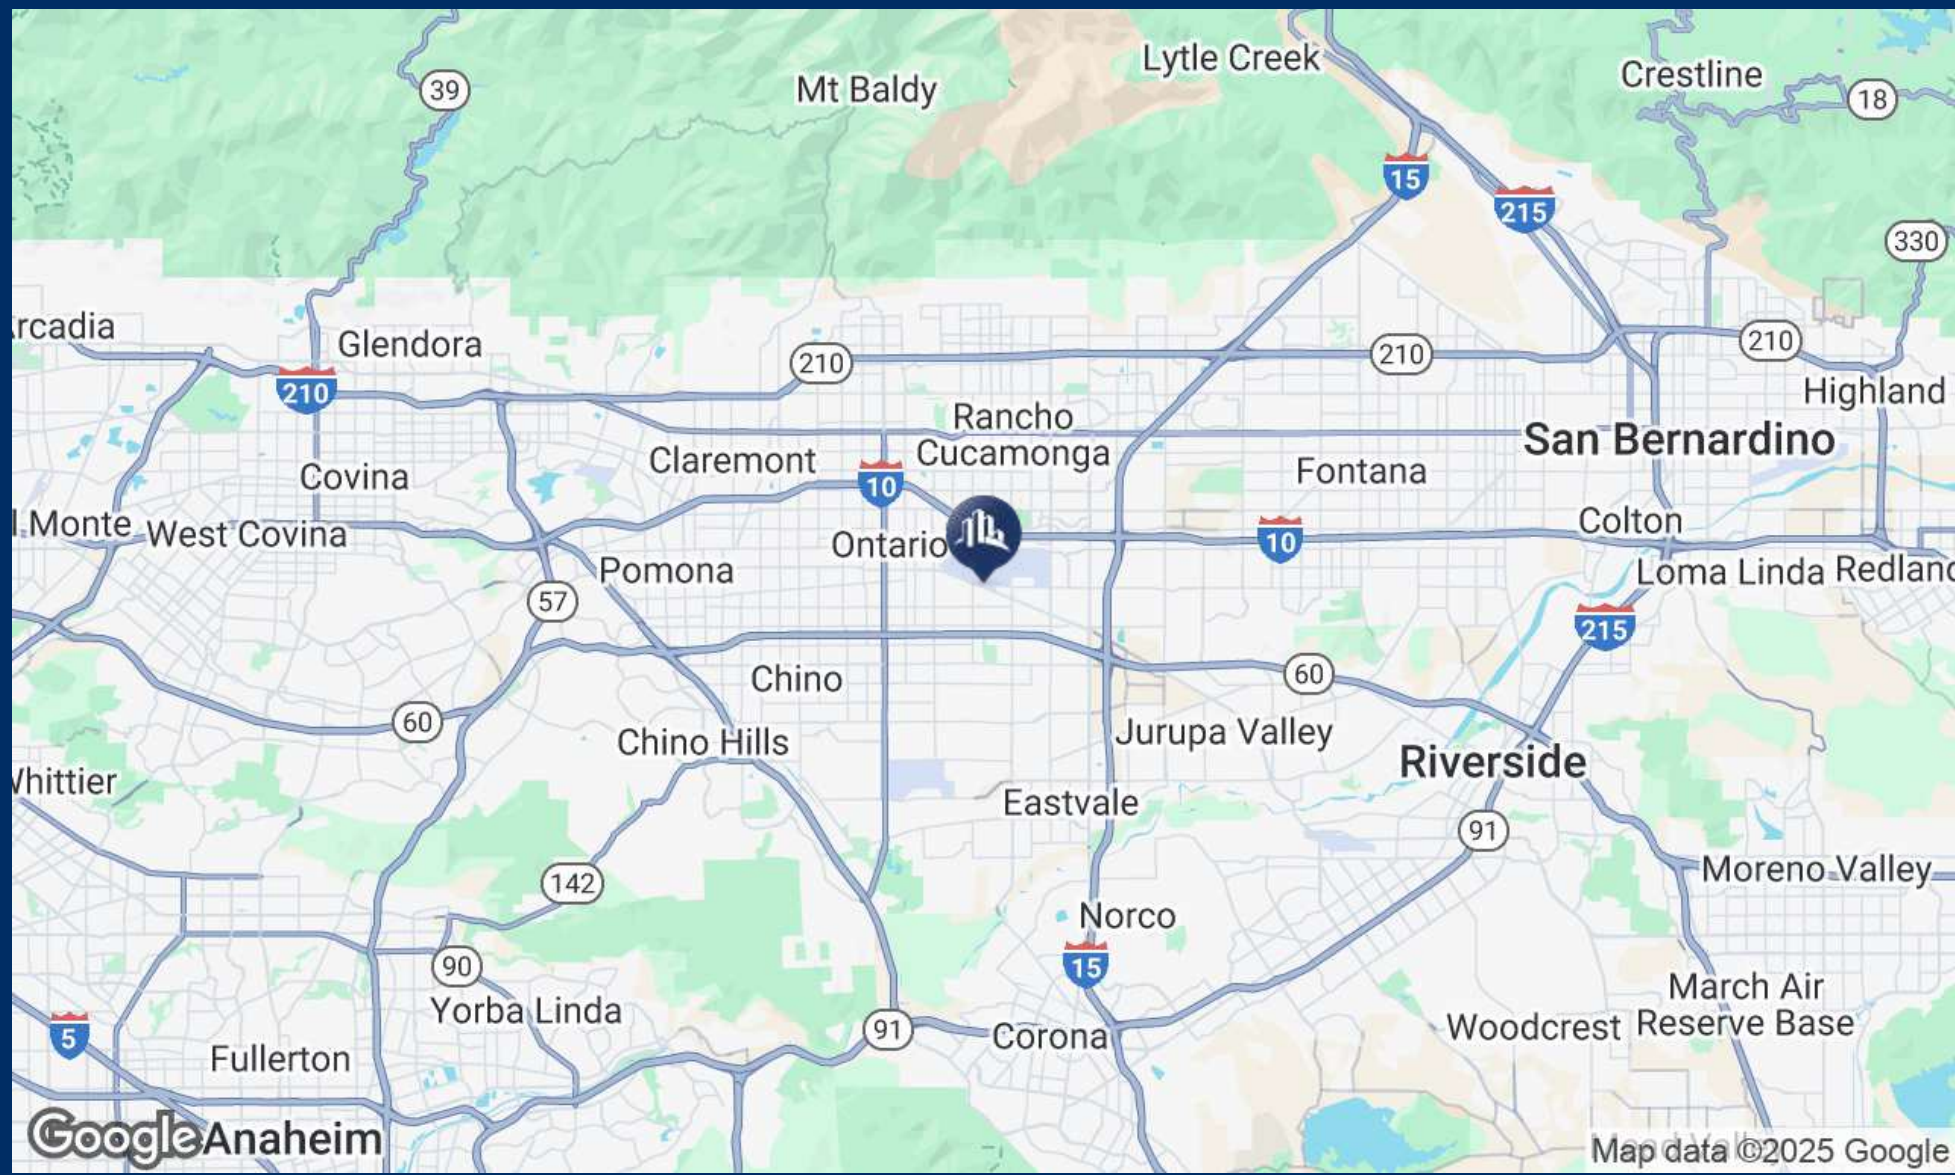 Lytle Creek
Crestline
39
Mt Baldy
18
15
215
330
rcadia
Glendora
210
210
210
210
Highland
Rancho
Cucamonga
San Bernardino
Claremont
Covina
10
Fontana
l Monte
West Covina
Ontario
10
Colton
Pomona
Loma Linda
Redland
57
215
60
Chino
60
Jurupa Valley
Chino Hills
Riverside
Whittier
Eastvale
91
142
Moreno Valley
Norco
90
15
March Air
Reserve Base
Yorba Linda
5
91
Corona
Woodcrest
Fullerton
Google
Anaheim
Map data ©2025 Google